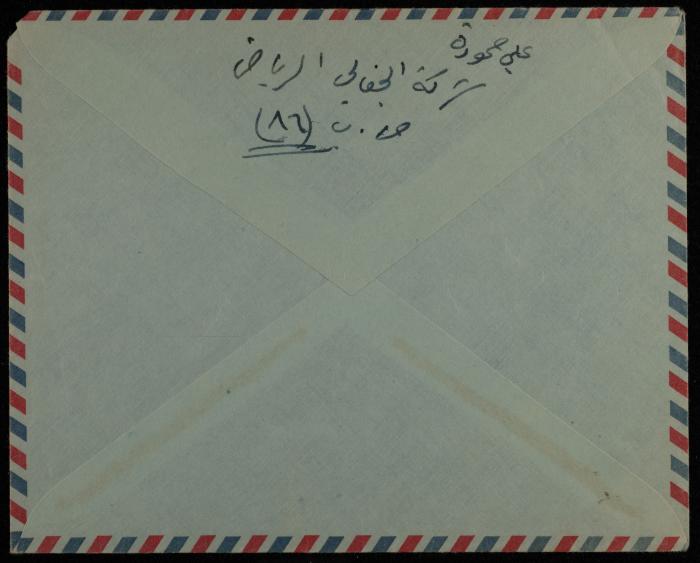 علي حمودة
شركة الجفالي الرياض
ص. ب (٨٦)